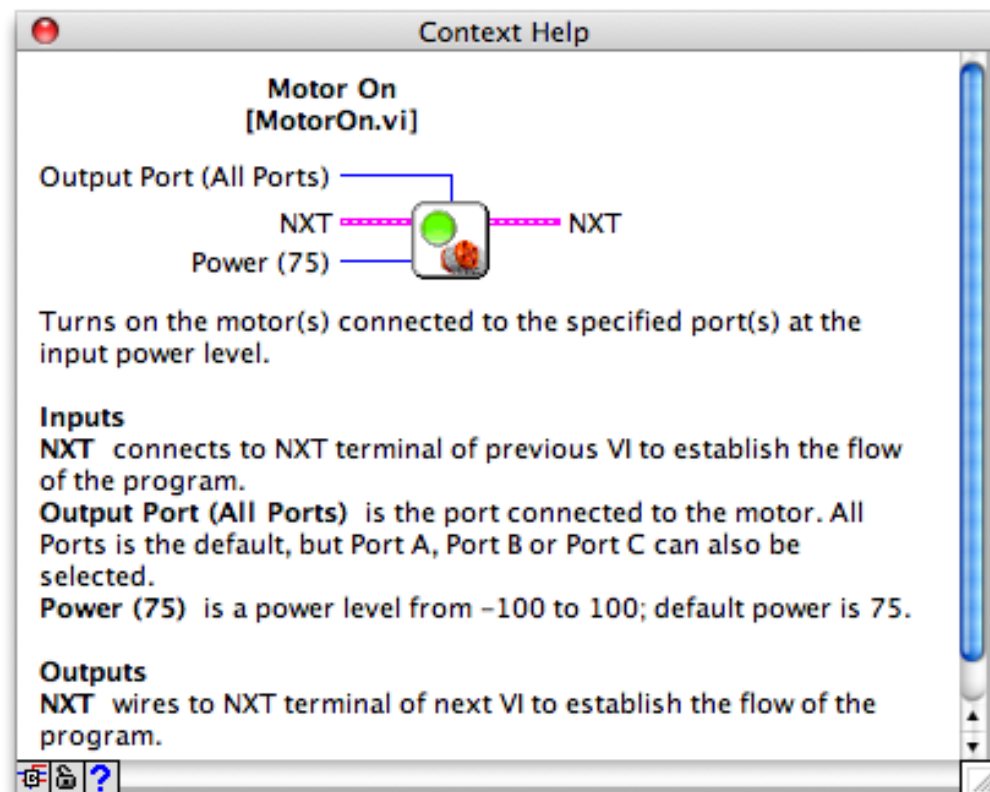 Context Help
Motor On
[MotorOn.vi]
Output Port (All Ports)
NXT NXT
Power (75)
Turns on the motor(s) connected to the specified port(s) at the
input power level.
Inputs
NXT connects to NXT terminal of previous VI to establish the flow
of the program.
Output Port (All Ports) is the port connected to the motor. All
Ports is the default, but Port A, Port B or Port C can also be
selected.
Power (75) is a power level from −100 to 100; default power is 75.
Outputs
NXT wires to NXT terminal of next VI to establish the flow of the
program.
?